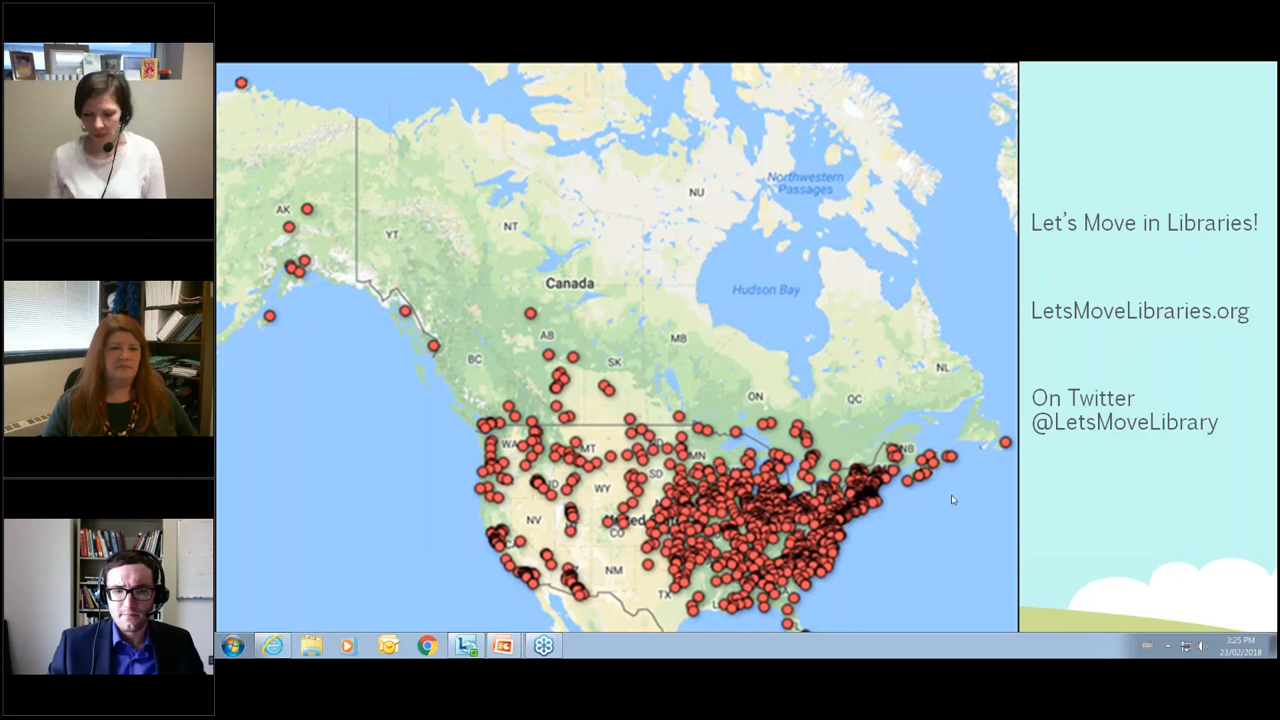 Northwestern
Passages
NU
AK
YT
NT
Canada
Hudson Bay
AB
BC
SK
MB
ON
QC
NL
NB
WA
MT
MN
SD
ID
WY
NV
CO
NM
TX
Let's Move in Libraries!
LetsMoveLibraries.org
On Twitter
@LetsMoveLibrary
3:25 PM
23/02/2018